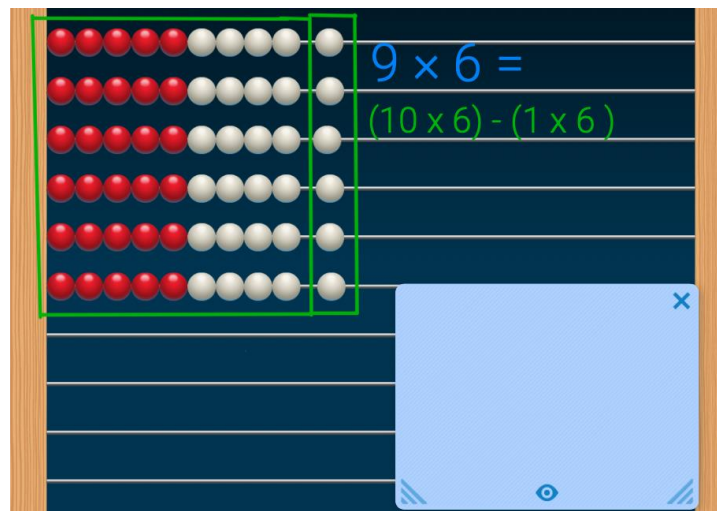 9 × 6 =
(10 x 6) - (1 x 6 )